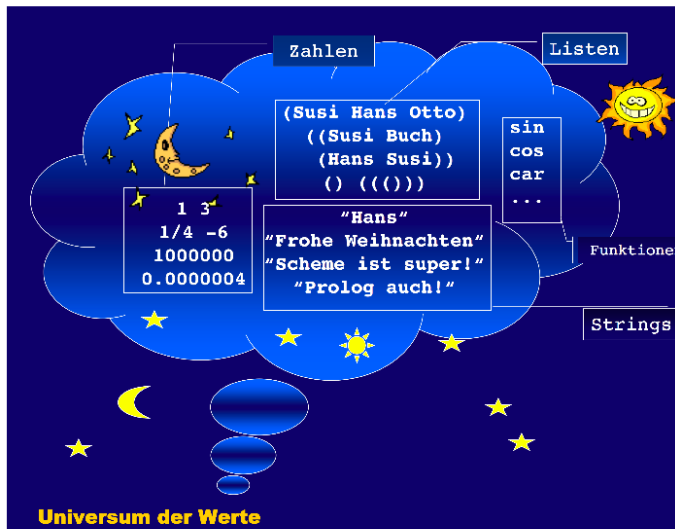 Zahlen
Listen
(Susi Hans Otto)
((Susi Buch)
(Hans Susi))
() ((()))
sin
cos
car
...
1 3
1/4 -6
1000000
0.0000004
“Hans“
“Frohe Weihnachten“
“Scheme ist super!“
“Prolog auch!“
Funktionen
Strings
Universum der Werte